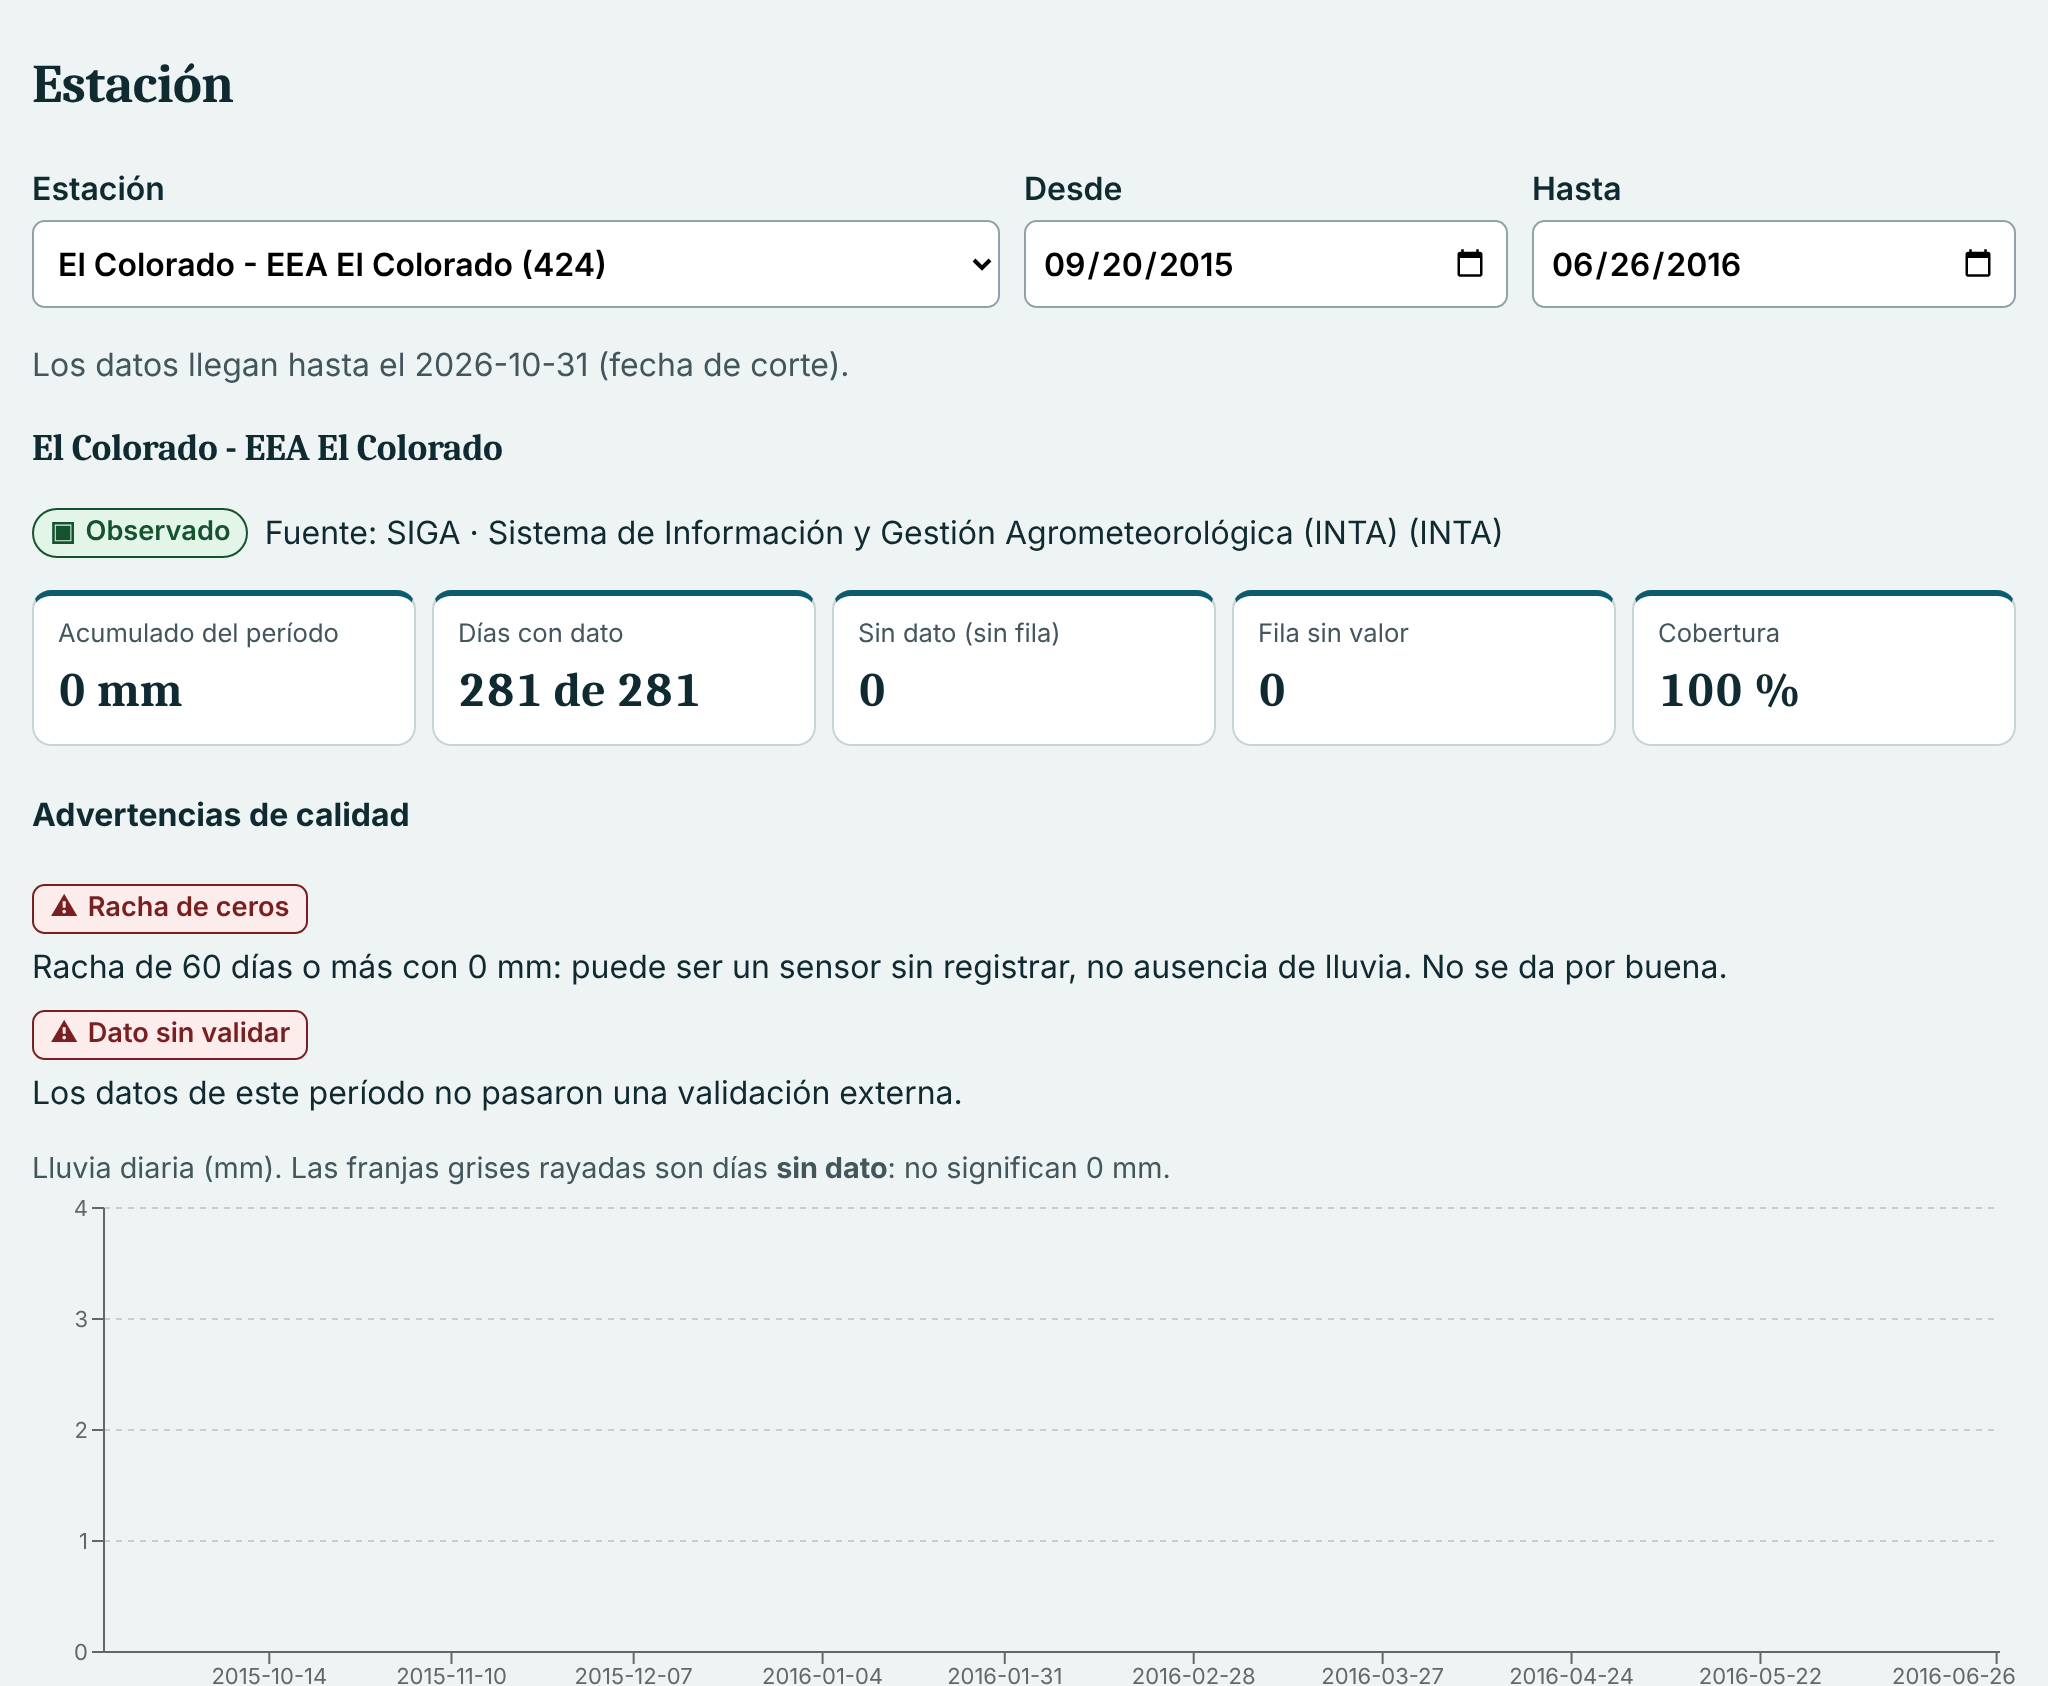 Estación
Estación
Desde
Hasta
El Colorado - EEA El Colorado (424)
09/20/2015
06/26/2016
Los datos llegan hasta el 2026-10-31 (fecha de corte).
El Colorado - EEA El Colorado
Observado
Fuente: SIGA · Sistema de Información y Gestión Agrometeorológica (INTA) (INTA)
Acumulado del período
0 mm
Días con dato
281 de 281
Sin dato (sin fila)
0
Fila sin valor
0
Cobertura
100 %
Advertencias de calidad
Racha de ceros
Racha de 60 días o más con 0 mm: puede ser un sensor sin registrar, no ausencia de lluvia. No se da por buena.
Dato sin validar
Los datos de este período no pasaron una validación externa.
Lluvia diaria (mm). Las franjas grises rayadas son días sin dato: no significan 0 mm.
4
3
2
1
0
2015-10-14 2015-11-10 2015-12-07 2016-01-04 2016-01-31 2016-02-28 2016-03-27 2016-04-24 2016-05-22 2016-06-26